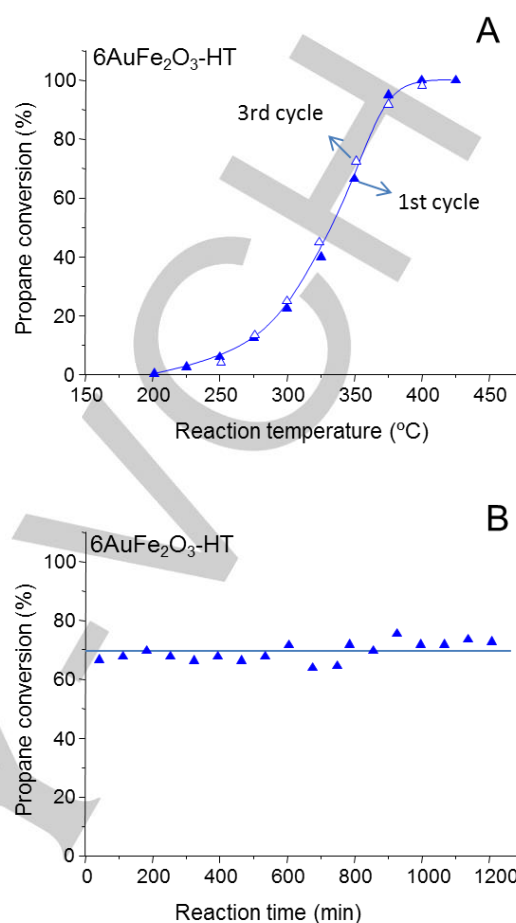 A
6AuFe₂O₃-HT
100
80
60
40
20
0
3rd cycle
1st cycle
Propane conversion (%)
150 200 250 300 350 400 450
Reaction temperature (ºC)
B
6AuFe₂O₃-HT
100
80
60
40
20
0
Propane conversion (%)
0 200 400 600 800 1000 1200
Reaction time (min)